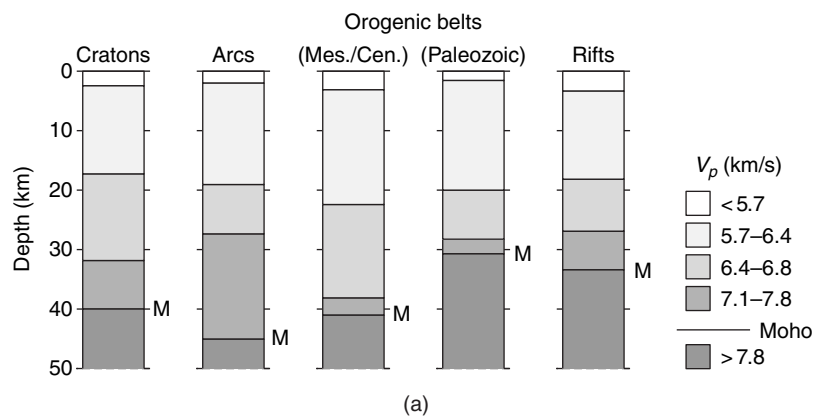 Orogenic belts
Cratons Arcs (Mes./Cen.) (Paleozoic) Rifts
0
10
20
30
40
50
Depth (km)
M
M
M
M
M
Vp (km/s)
<5.7
5.7–6.4
6.4–6.8
7.1–7.8
Moho
>7.8
(a)